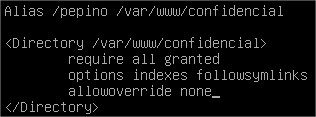 Alias /pepino /var/www/confidencial
<Directory /var/www/confidencial>
require all granted
options indexes followsymlinks
allowoverride none_
</Directory>